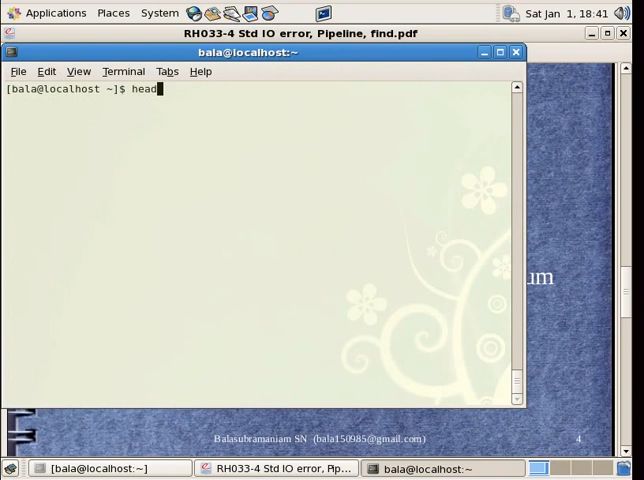 Applications Places System Sat Jan 1, 18:41
RH033-4 Std IO error, Pipeline, find.pdf
bala@localhost:~
File Edit View Terminal Tabs Help
[bala@localhost ~]$ head
um
Balasubramaniam SN (bala150985@gmail.com) 4
[bala@localhost:~] RH033-4 Std IO error, Pip... bala@localhost:~